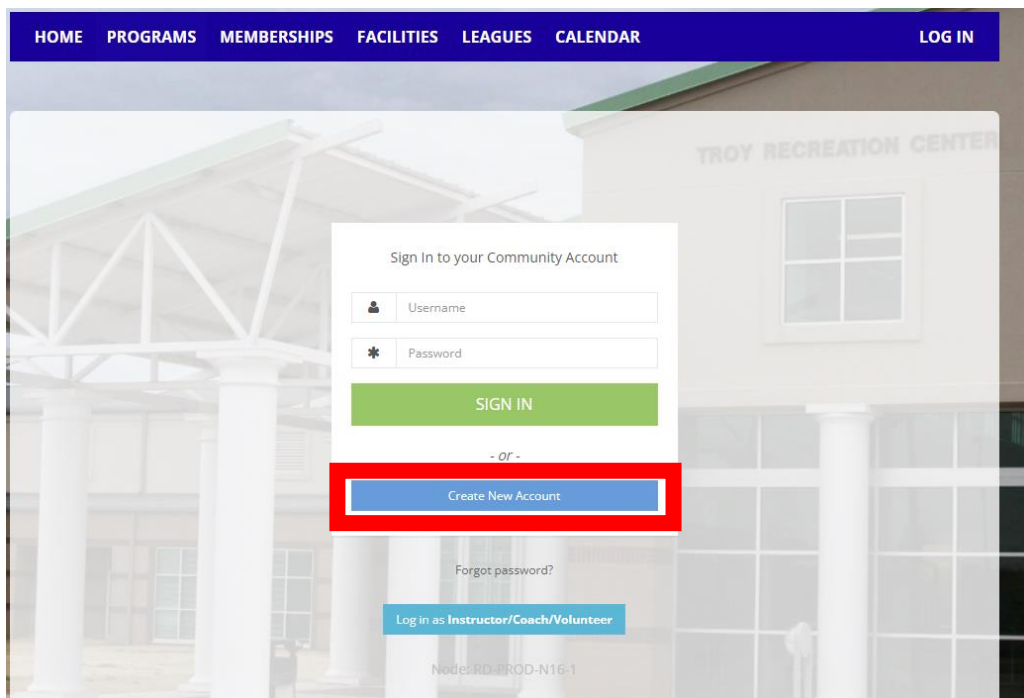 HOME PROGRAMS MEMBERSHIPS FACILITIES LEAGUES CALENDAR LOG IN
TROY RECREATION CENTER
Sign In to your Community Account
Username
Password
SIGN IN
- or -
Create New Account
Forgot password?
Log in as Instructor/Coach/Volunteer
Node: RD-PROD-N16-1